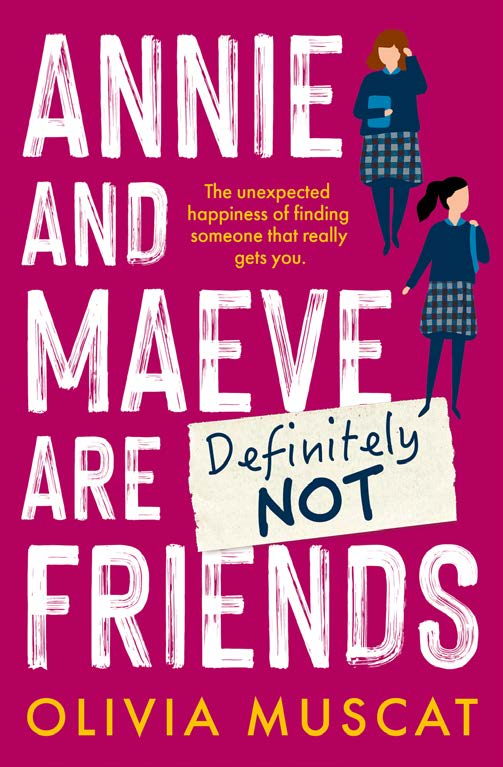 ANNIE
AND
The unexpected
happiness of finding
someone that really
gets you.
MAEVE
ARE
Definitely
NOT
FRIENDS
OLIVIA MUSCAT